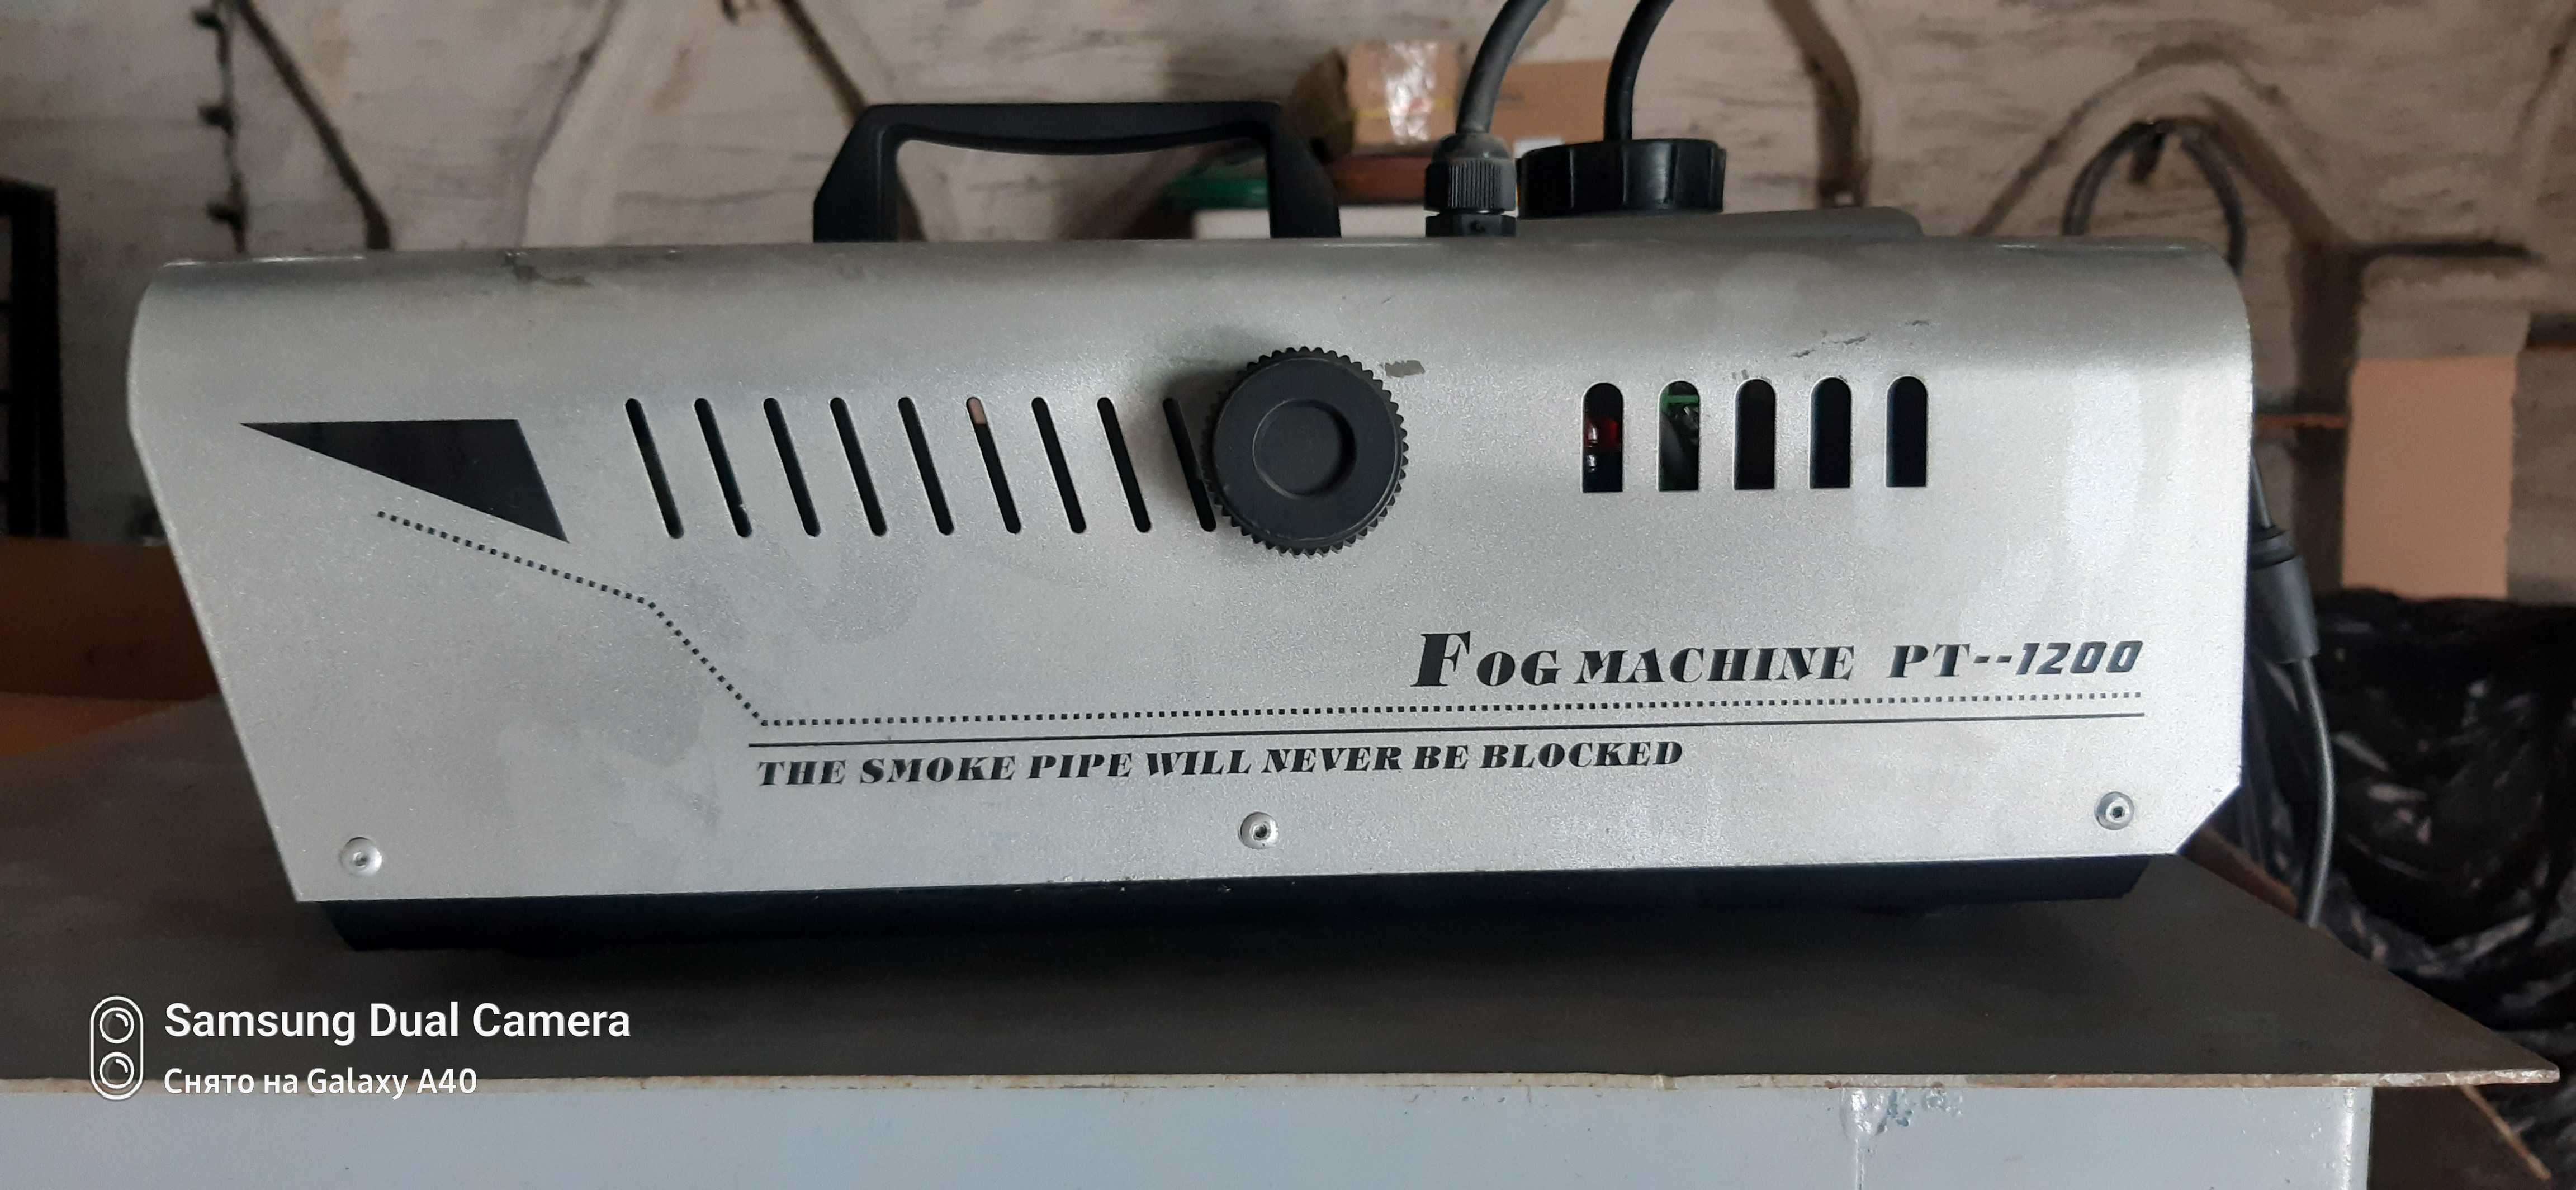 FOG MACHINE PT--1200
THE SMOKE PIPE WILL NEVER BE BLOCKED
Samsung Dual Camera
Снято на Galaxy A40